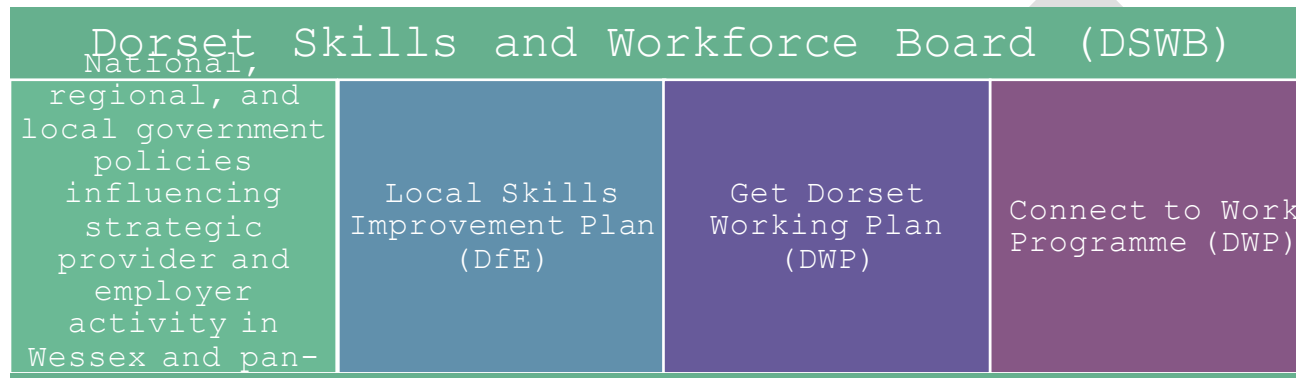 Dorset Skills and Workforce Board (DSWB)
National,
regional, and
local government
policies
influencing
strategic
provider and
employer
activity in
Wessex and pan-
Local Skills
Improvement Plan
(DfE)
Get Dorset
Working Plan
(DWP)
Connect to Work
Programme (DWP)